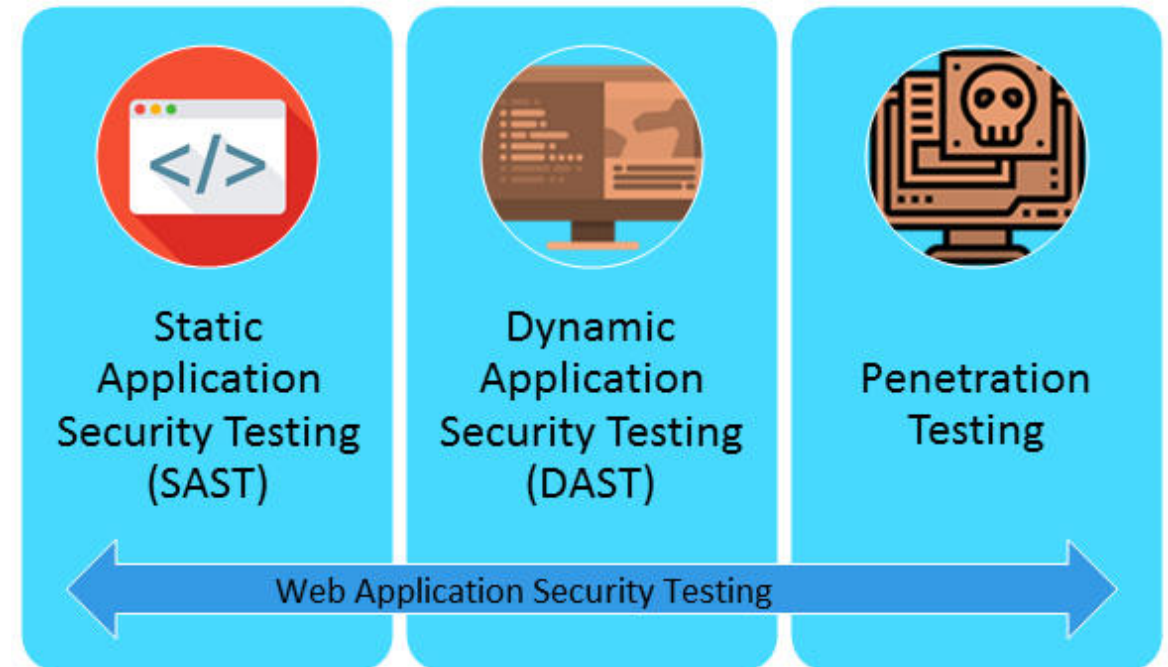 </>
Static
Application
Security Testing
(SAST)
Dynamic
Application
Security Testing
(DAST)
Penetration
Testing
Web Application Security Testing